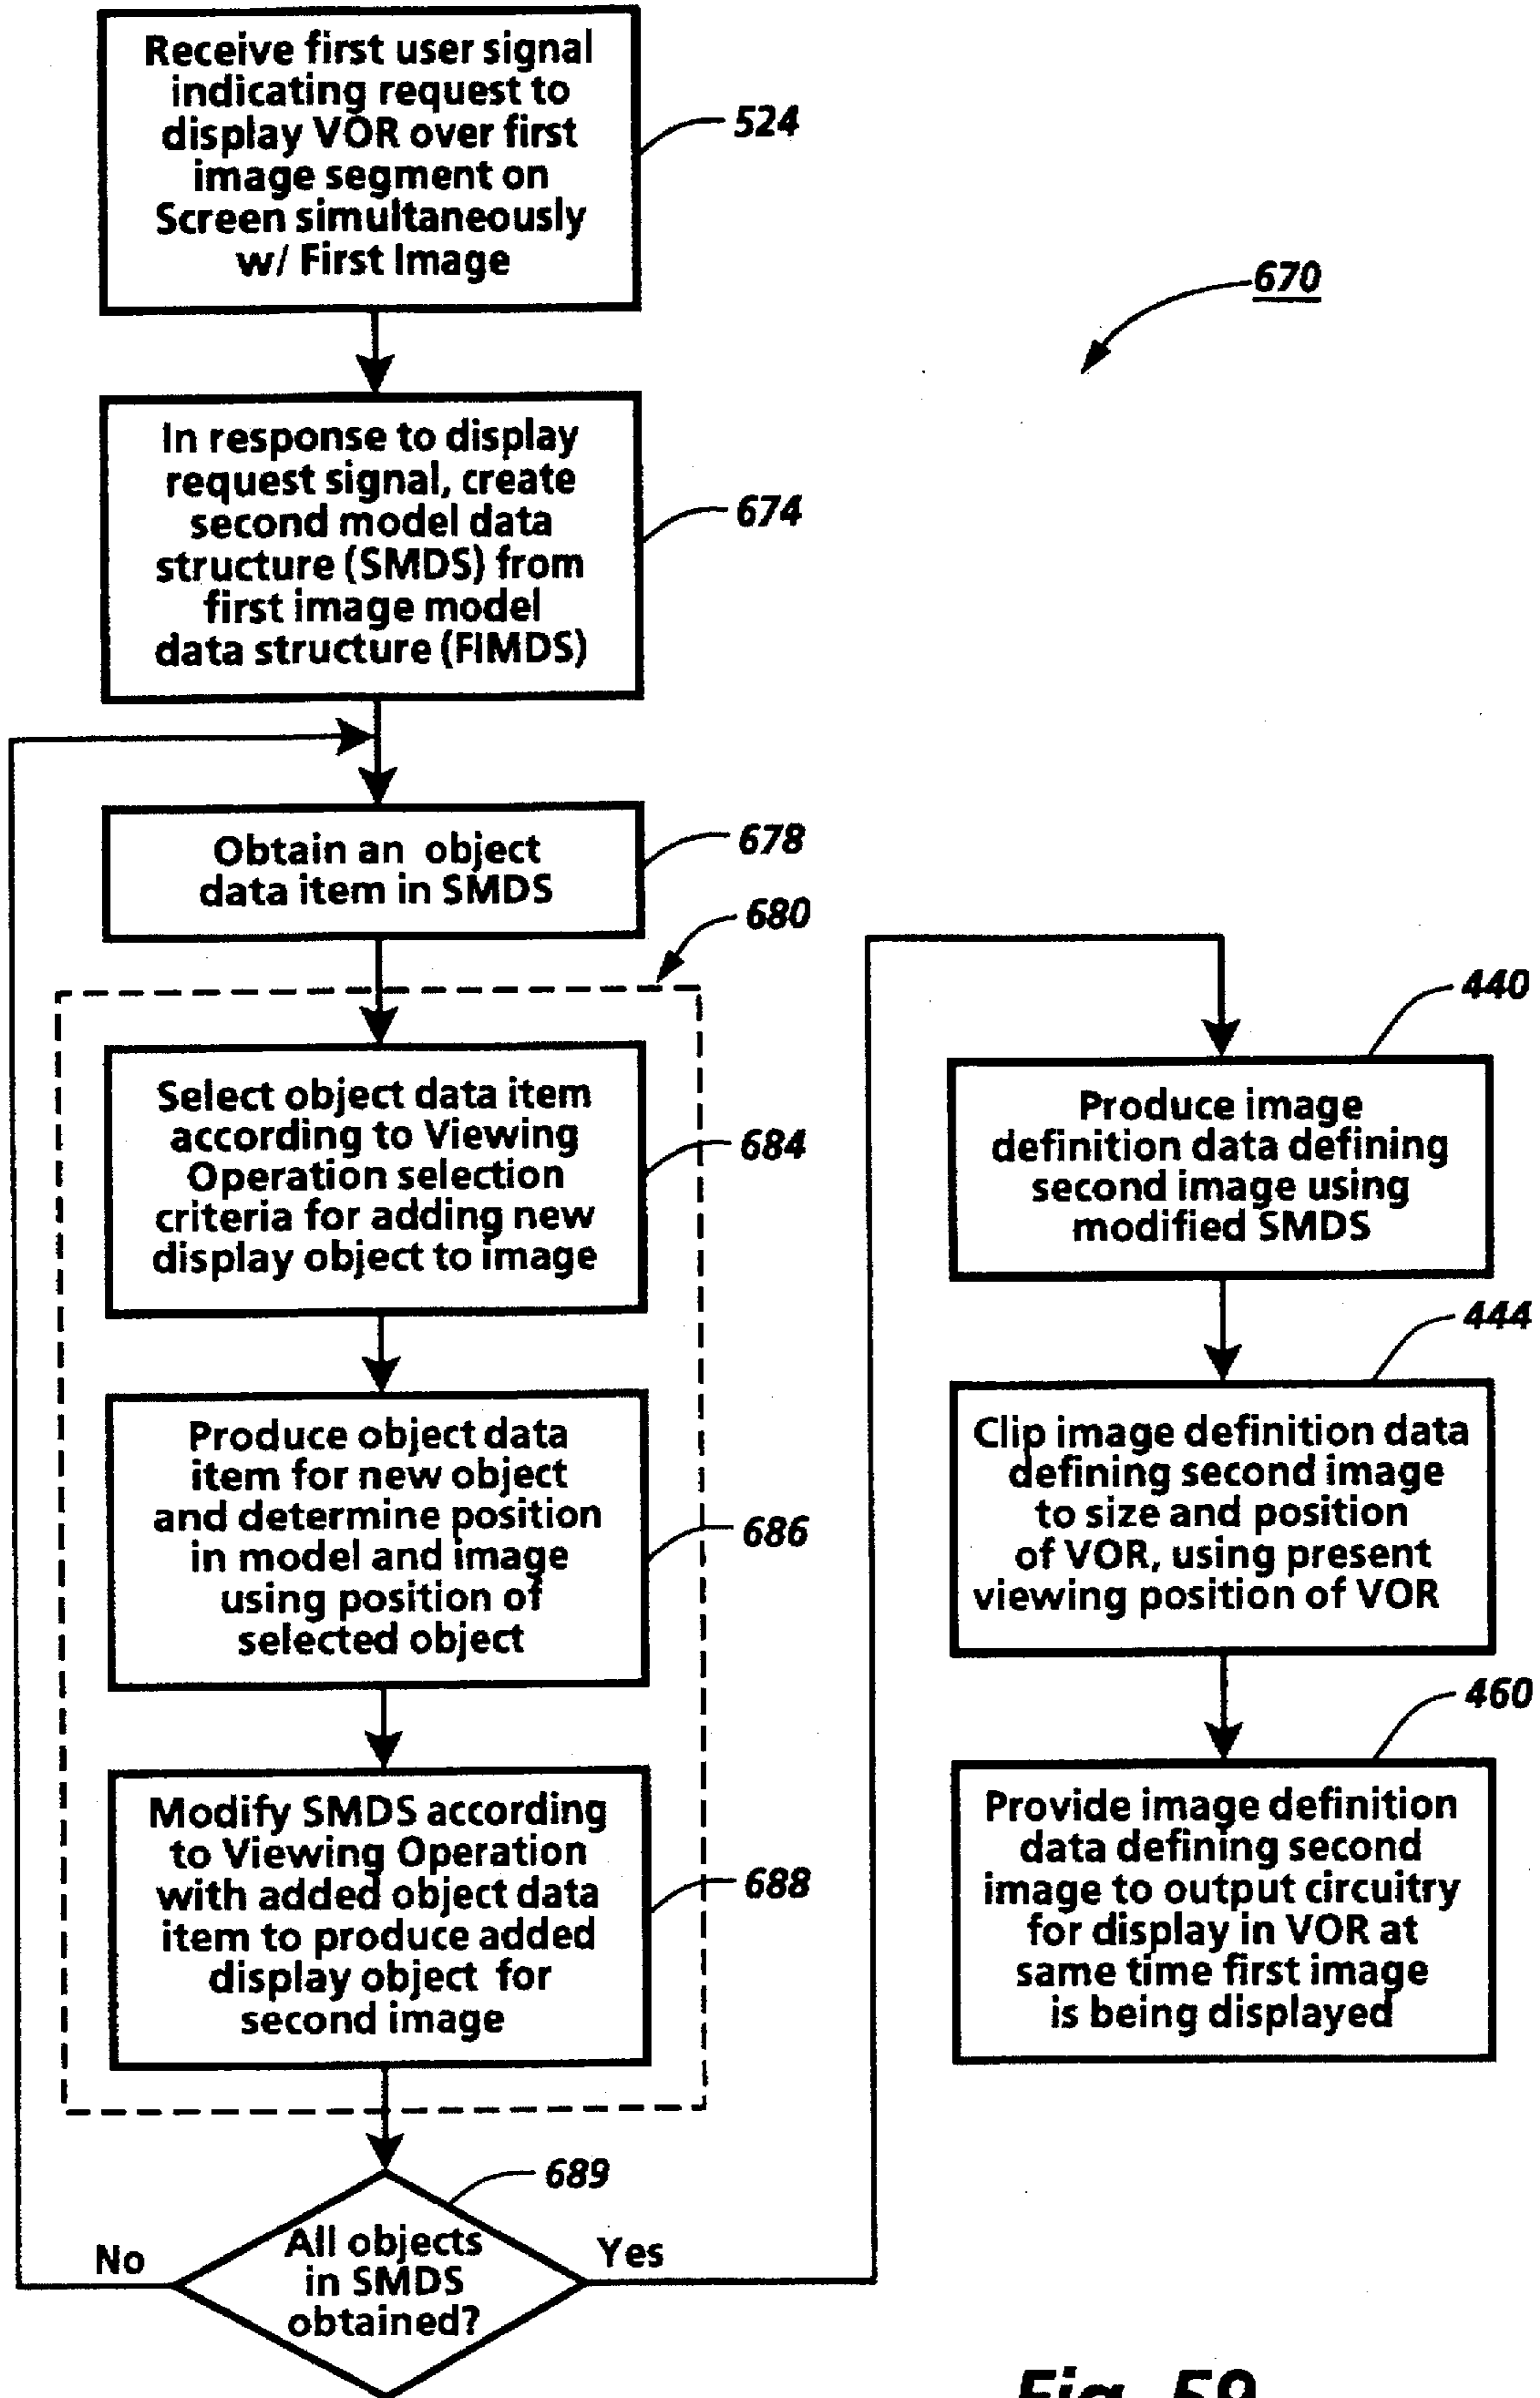 Receive first user signal
indicating request to
display VOR over first
image segment on
Screen simultaneously
w/ First Image
524
670
In response to display
request signal, create
second model data
structure (SMDS) from
first image model
data structure (FIMDS)
674
Obtain an object
data item in SMDS
678
680
Select object data item
according to Viewing
Operation selection
criteria for adding new
display object to image
684
Produce object data
item for new object
and determine position
in model and image
using position of
selected object
686
Modify SMDS according
to Viewing Operation
with added object data
item to produce added
display object for
second image
688
689
All objects
in SMDS
obtained?
No
Yes
440
Produce image
definition data defining
second image using
modified SMDS
444
Clip image definition data
defining second image
to size and position
of VOR, using present
viewing position of VOR
460
Provide image definition
data defining second
image to output circuitry
for display in VOR at
same time first image
is being displayed
Fig. 59